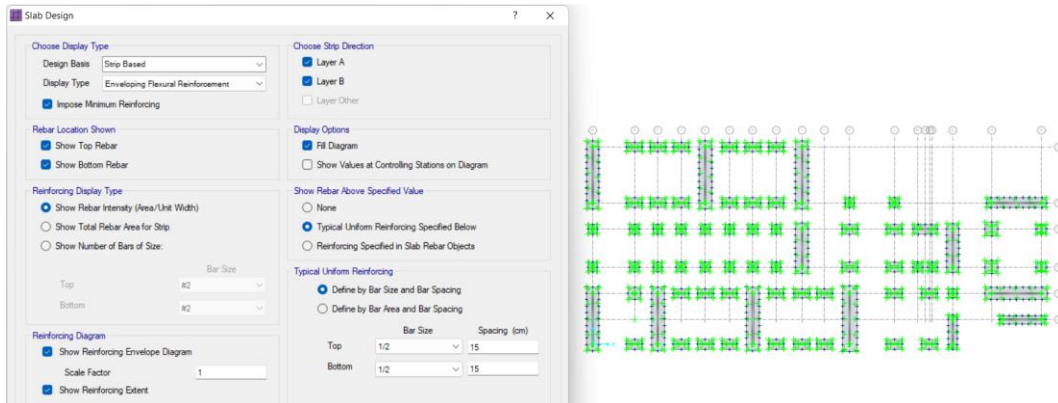 Slab Design
? ×
Choose Display Type
Design Basis Strip Based
Display Type Enveloping Flexural Reinforcement
Impose Minimum Reinforcing
Rebar Location Shown
Show Top Rebar
Show Bottom Rebar
Reinforcing Display Type
Show Rebar Intensity (Area/Unit Width)
Show Total Rebar Area for Strip
Show Number of Bars of Size:
Bar Size
Top #2
Bottom #2
Reinforcing Diagram
Show Reinforcing Envelope Diagram
Scale Factor 1
Show Reinforcing Extent
Choose Strip Direction
Layer A
Layer B
Layer Other
Display Options
Fill Diagram
Show Values at Controlling Stations on Diagram
Show Rebar Above Specified Value
None
Typical Uniform Reinforcing Specified Below
Reinforcing Specified in Slab Rebar Objects
Typical Uniform Reinforcing
Define by Bar Size and Bar Spacing
Define by Bar Area and Bar Spacing
Bar Size Spacing (cm)
Top 1/2 15
Bottom 1/2 15